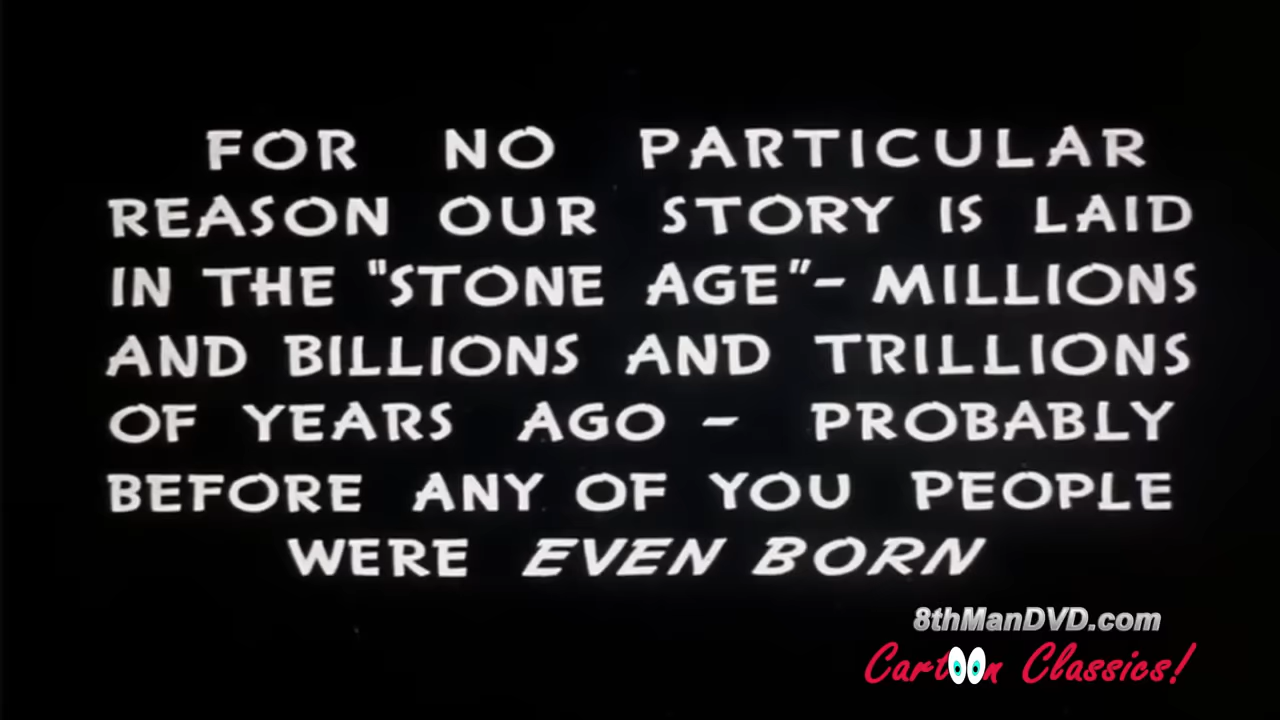 FOR NO PARTICULAR
REASON OUR STORY IS LAID
IN THE "STONE AGE"- MILLIONS
AND BILLIONS AND TRILLIONS
OF YEARS AGO - PROBABLY
BEFORE ANY OF YOU PEOPLE
WERE EVEN BORN
8thManDVD.com
Cartoon Classics!